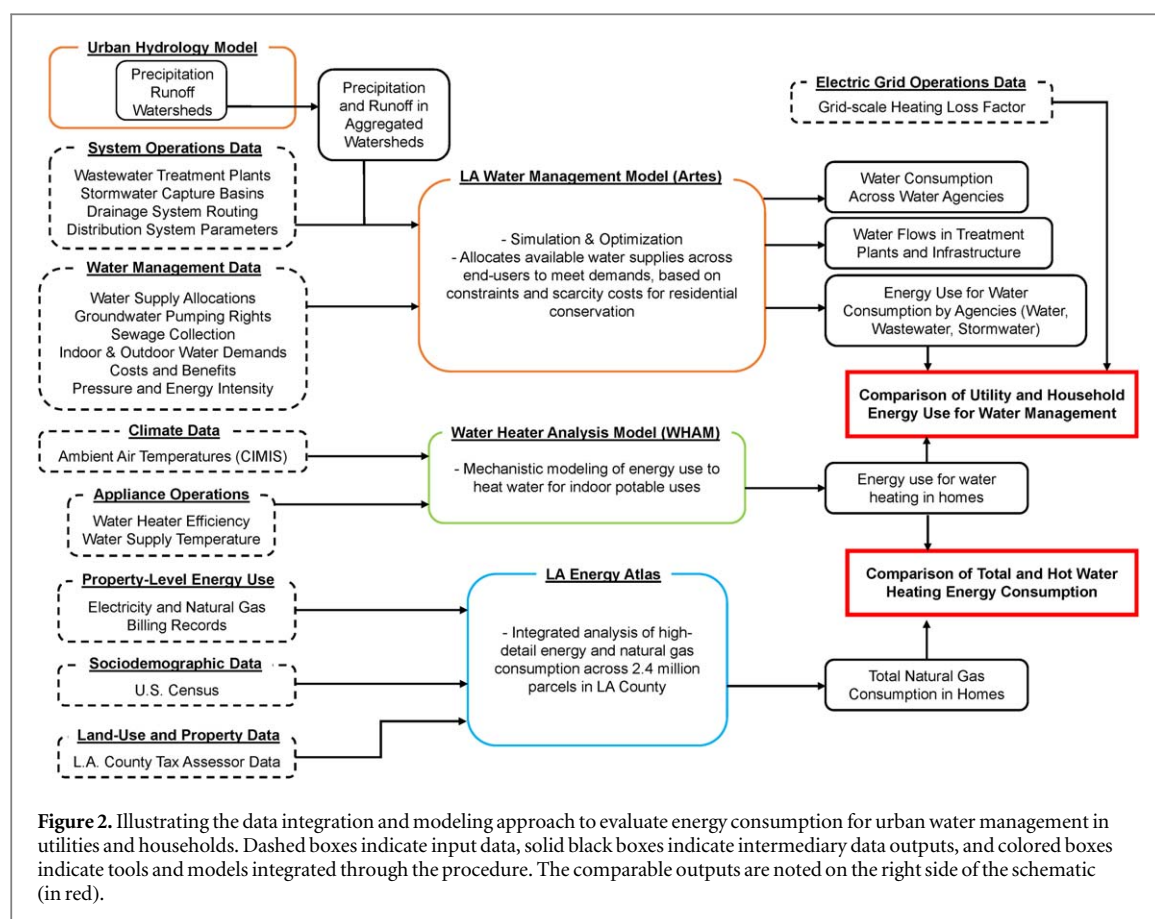 Urban Hydrology Model
Precipitation
Runoff
Watersheds
Precipitation
and Runoff in
Aggregated
Watersheds
Electric Grid Operations Data
Grid-scale Heating Loss Factor
System Operations Data
Wastewater Treatment Plants
Stormwater Capture Basins
Drainage System Routing
Distribution System Parameters
Water Management Data
Water Supply Allocations
Groundwater Pumping Rights
Sewage Collection
Indoor & Outdoor Water Demands
Costs and Benefits
Pressure and Energy Intensity
LA Water Management Model (Artes)
- Simulation & Optimization
- Allocates available water supplies across
end-users to meet demands, based on
constraints and scarcity costs for residential
conservation
Water Consumption
Across Water Agencies
Water Flows in Treatment
Plants and Infrastructure
Energy Use for Water
Consumption by Agencies (Water,
Wastewater, Stormwater)
Comparison of Utility and Household
Energy Use for Water Management
Climate Data
Ambient Air Temperatures (CIMIS)
Appliance Operations
Water Heater Efficiency
Water Supply Temperature
Water Heater Analysis Model (WHAM)
- Mechanistic modeling of energy use to
heat water for indoor potable uses
Energy use for water
heating in homes
Comparison of Total and Hot Water
Heating Energy Consumption
Property-Level Energy Use
Electricity and Natural Gas
Billing Records
Sociodemographic Data
U.S. Census
Land-Use and Property Data
L.A. County Tax Assessor Data
LA Energy Atlas
- Integrated analysis of high-
detail energy and natural gas
consumption across 2.4 million
parcels in LA County
Total Natural Gas
Consumption in Homes
Figure 2. Illustrating the data integration and modeling approach to evaluate energy consumption for urban water management in
utilities and households. Dashed boxes indicate input data, solid black boxes indicate intermediary data outputs, and colored boxes
indicate tools and models integrated through the procedure. The comparable outputs are noted on the right side of the schematic
(in red).